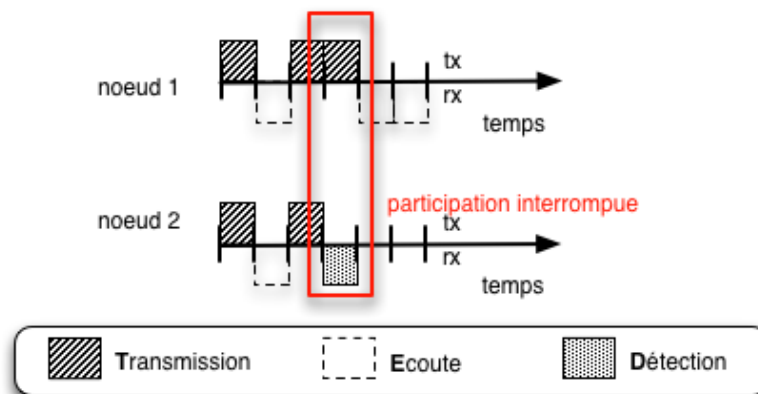 tx
noeud 1
rx
temps
participation interrompue
noeud 2
tx
rx
temps
Transmission Ecoute Détection